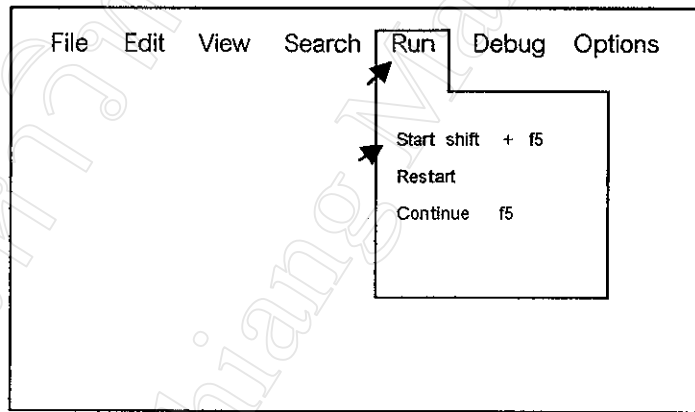 File Edit View Search Run Debug Options
Start shift + f5
Restart
Continue f5